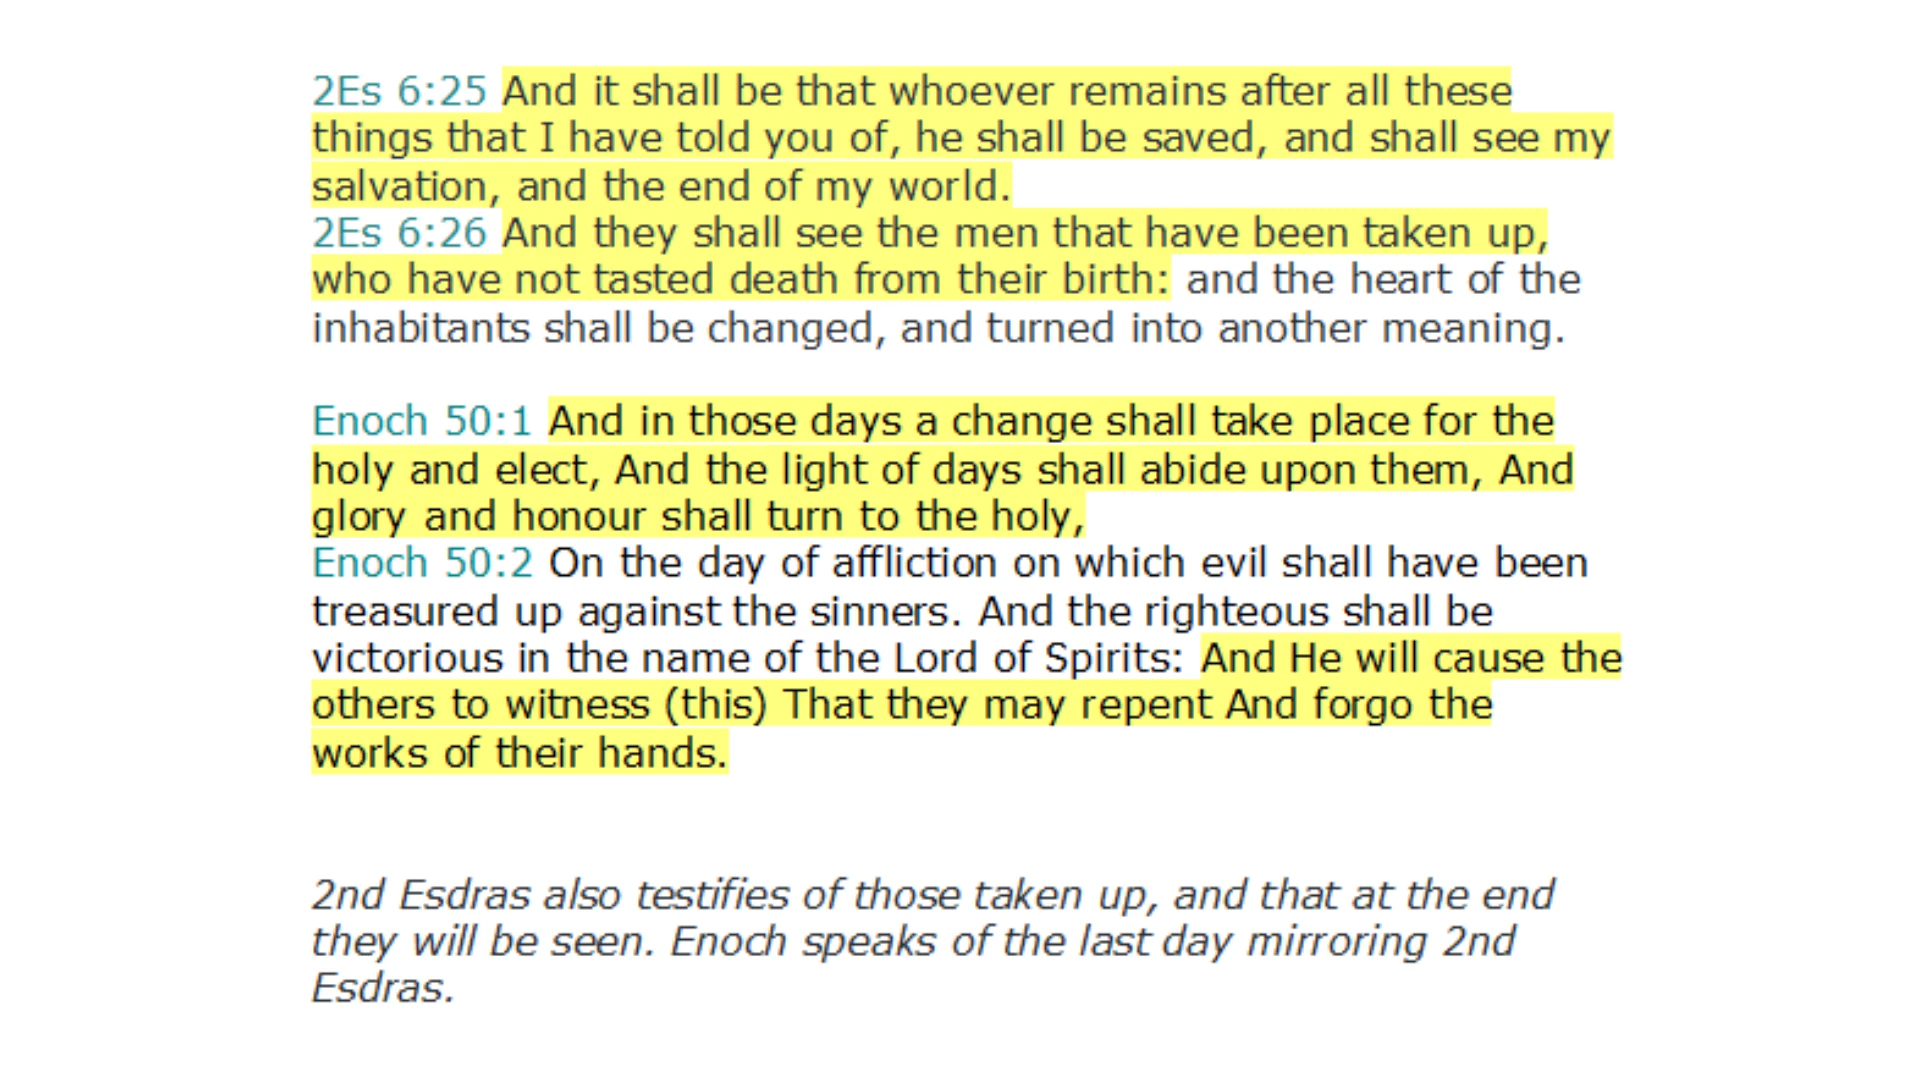 2Es 6:25 And it shall be that whoever remains after all these
things that I have told you of, he shall be saved, and shall see my
salvation, and the end of my world.
2Es 6:26 And they shall see the men that have been taken up,
who have not tasted death from their birth: and the heart of the
inhabitants shall be changed, and turned into another meaning.
Enoch 50:1 And in those days a change shall take place for the
holy and elect, And the light of days shall abide upon them, And
glory and honour shall turn to the holy,
Enoch 50:2 On the day of affliction on which evil shall have been
treasured up against the sinners. And the righteous shall be
victorious in the name of the Lord of Spirits: And He will cause the
others to witness (this) That they may repent And forgo the
works of their hands.
2nd Esdras also testifies of those taken up, and that at the end
they will be seen. Enoch speaks of the last day mirroring 2nd
Esdras.